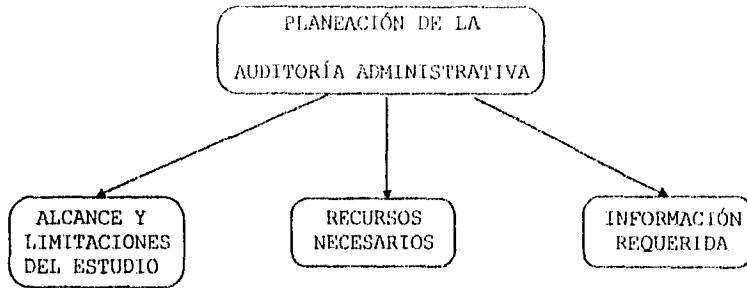 PLANEACIÓN DE LA
AUDITORÍA ADMINISTRATIVA
ALCANCE Y
LIMITACIONES
DEL ESTUDIO
RECURSOS
NECESARIOS
INFORMACIÓN
REQUERIDA